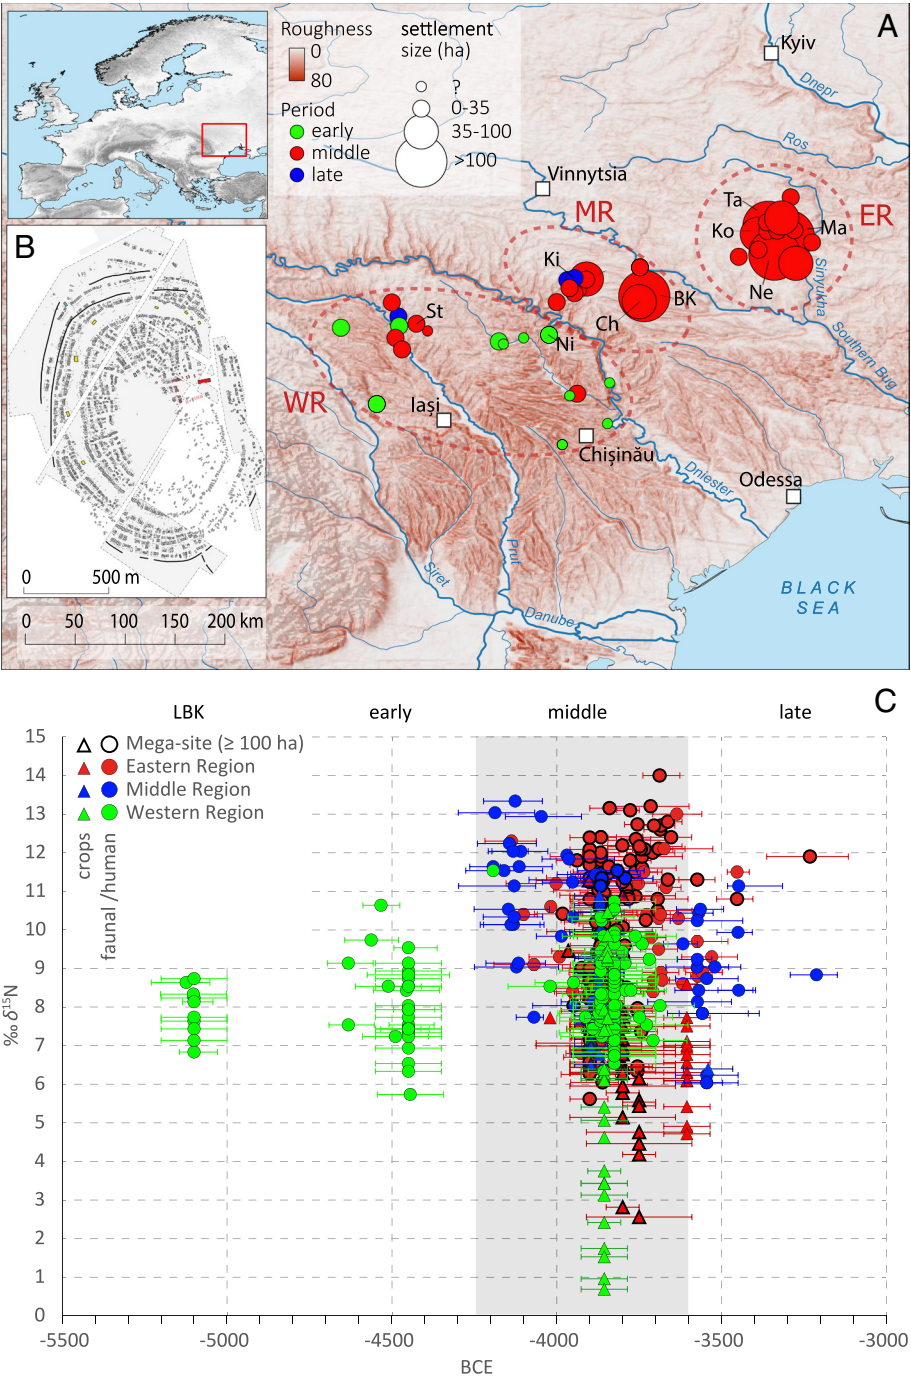 A
Roughness
0
80
settlement
size (ha)
?
0-35
35-100
>100
Period
early
middle
late
Kyiv
Dnepr
Ros
Vinnytsia
MR
Ta
Ma
ER
Ko
Ki
Ne
BK
Sinyukha
Ch
St
Ni
Southern Bug
WR
Iași
Chișinău
Dniester
Odessa
Siret
Prut
Danube
BLACK
SEA
B
0 500 m
0 50 100 150 200 km
C
LBK early middle late
Mega-site (≥ 100 ha)
Eastern Region
Middle Region
Western Region
crops
faunal /human
‰ δ¹⁵N
15
14
13
12
11
10
9
8
7
6
5
4
3
2
1
0
-5500 -5000 -4500 -4000 -3500 -3000
BCE